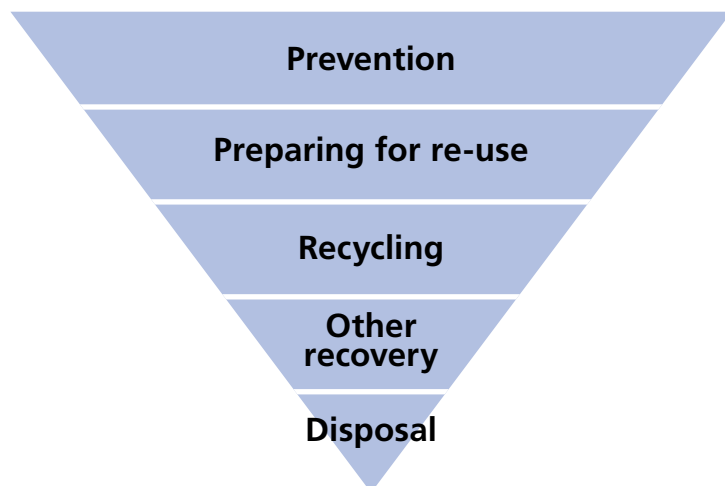 Prevention
Preparing for re-use
Recycling
Other
recovery
Disposal